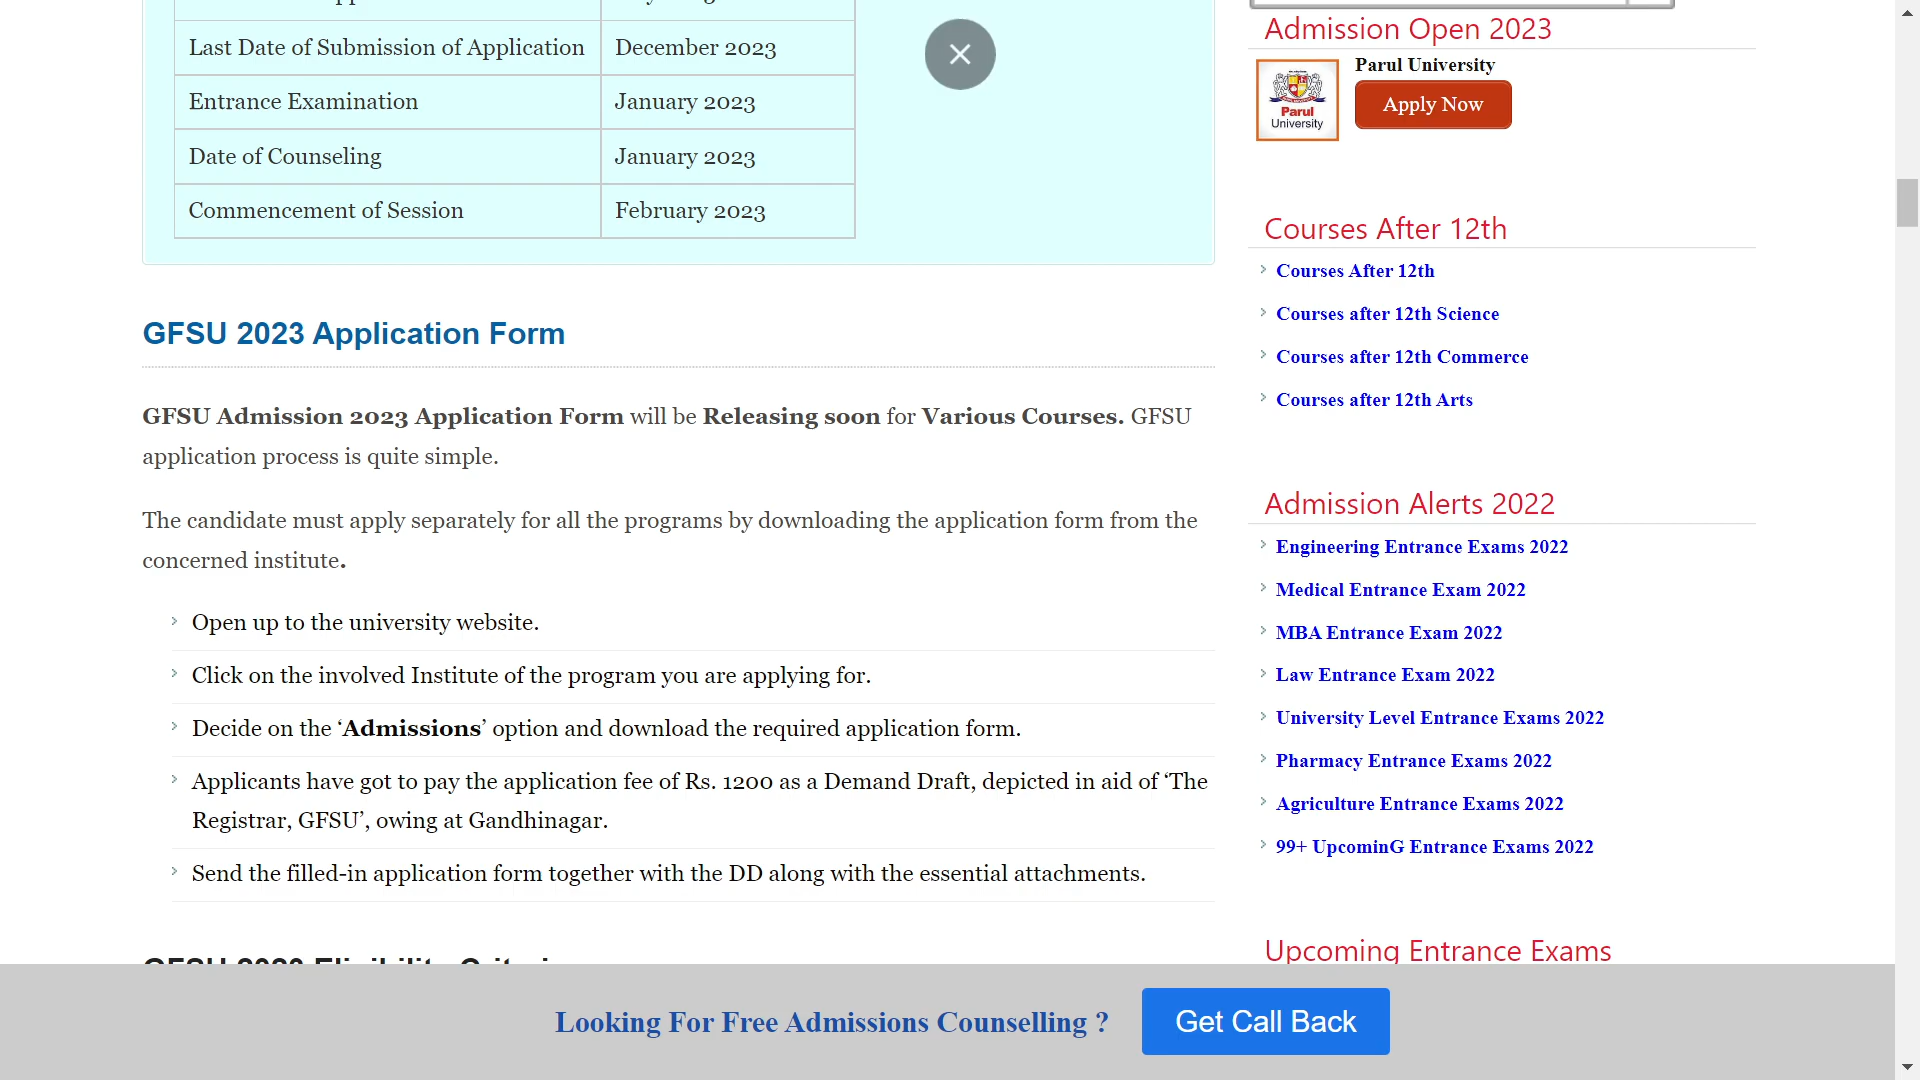 Last Date of Submission of Application December 2023
Entrance Examination January 2023
Date of Counseling January 2023
Commencement of Session February 2023
GFSU 2023 Application Form
GFSU Admission 2023 Application Form will be Releasing soon for Various Courses. GFSU
application process is quite simple.
The candidate must apply separately for all the programs by downloading the application form from the
concerned institute.
Open up to the university website.
Click on the involved Institute of the program you are applying for.
Decide on the ‘Admissions’ option and download the required application form.
Applicants have got to pay the application fee of Rs. 1200 as a Demand Draft, depicted in aid of ‘The
Registrar, GFSU’, owing at Gandhinagar.
Send the filled-in application form together with the DD along with the essential attachments.
GFSU 2020 Eligibility Criteri
Admission Open 2023
Parul University
Parul
University
Apply Now
Courses After 12th
Courses After 12th
Courses after 12th Science
Courses after 12th Commerce
Courses after 12th Arts
Admission Alerts 2022
Engineering Entrance Exams 2022
Medical Entrance Exam 2022
MBA Entrance Exam 2022
Law Entrance Exam 2022
University Level Entrance Exams 2022
Pharmacy Entrance Exams 2022
Agriculture Entrance Exams 2022
99+ UpcominG Entrance Exams 2022
Upcoming Entrance Exams
Looking For Free Admissions Counselling ?
Get Call Back